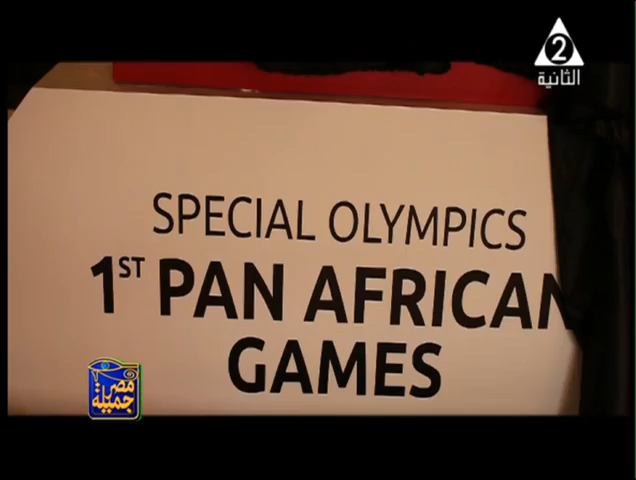 2
الثانية
SPECIAL OLYMPICS
1ST PAN AFRICAN
GAMES
مصر
جميلة